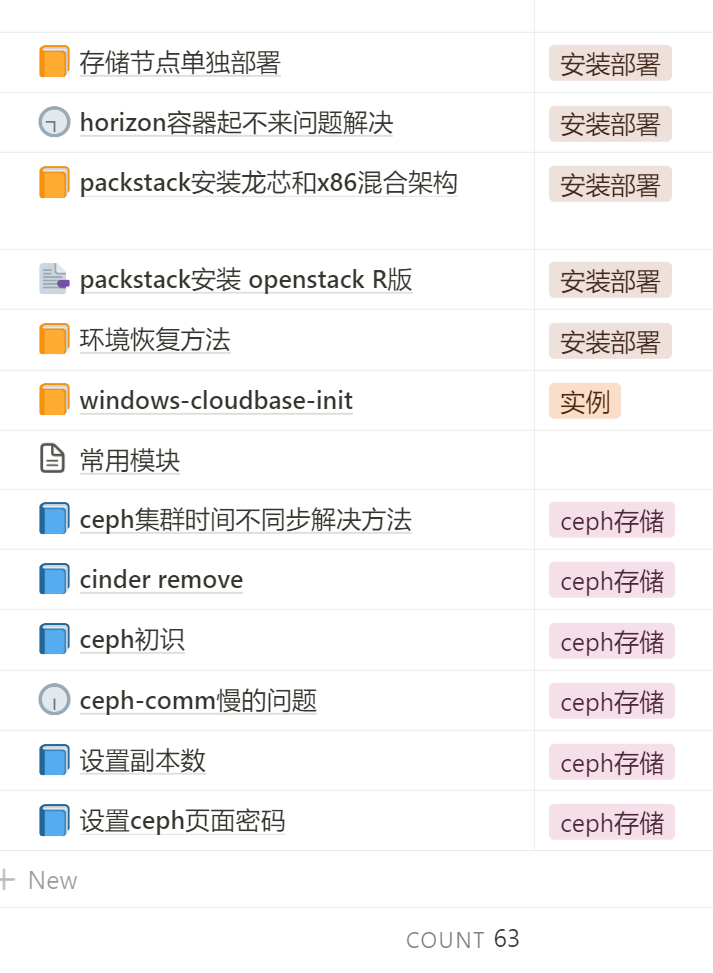 存储节点单独部署 安装部署
horizon容器起不来问题解决 安装部署
packstack安装龙芯和x86混合架构 安装部署
packstack安装 openstack R版 安装部署
环境恢复方法 安装部署
windows-cloudbase-init 实例
常用模块
ceph集群时间不同步解决方法 ceph存储
cinder remove ceph存储
ceph初识 ceph存储
ceph-comm慢的问题 ceph存储
设置副本数 ceph存储
设置ceph页面密码 ceph存储
+ New
COUNT 63